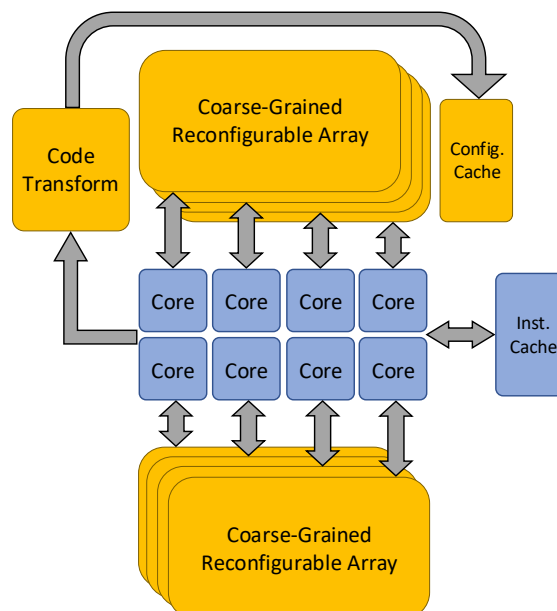 Coarse-Grained
Reconfigurable Array
Code
Transform
Config.
Cache
Core
Core
Core
Core
Inst.
Cache
Core
Core
Core
Core
Coarse-Grained
Reconfigurable Array